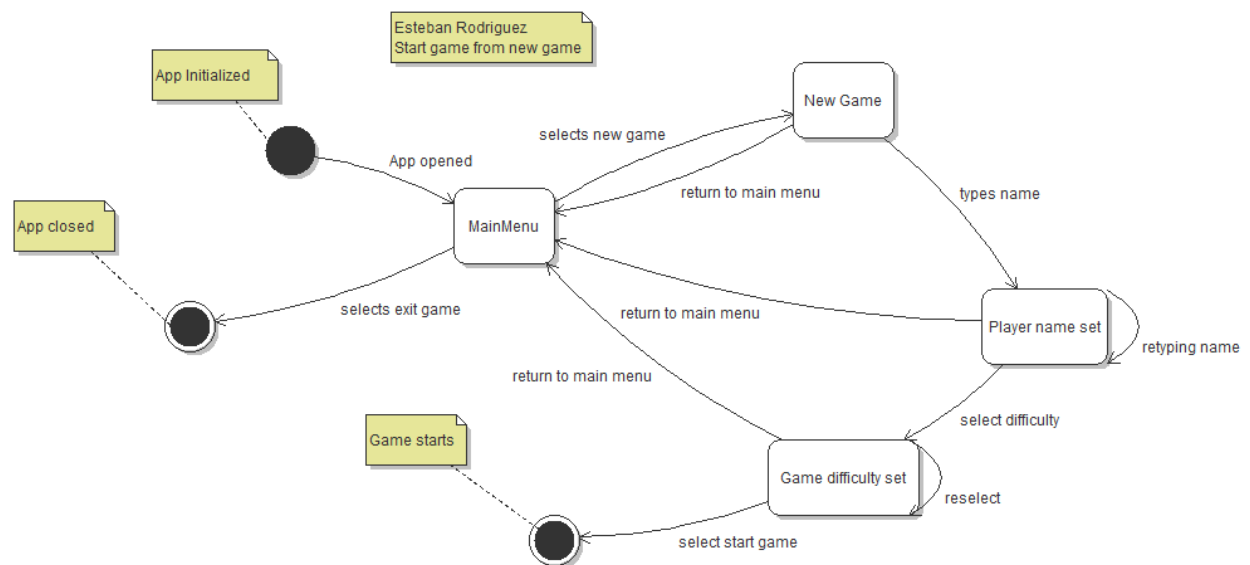 Esteban Rodriguez
Start game from new game
App Initialized
New Game
selects new game
App opened
return to main menu
types name
App closed
MainMenu
selects exit game
return to main menu
Player name set
retyping name
return to main menu
select difficulty
Game starts
Game difficulty set
reselect
select start game